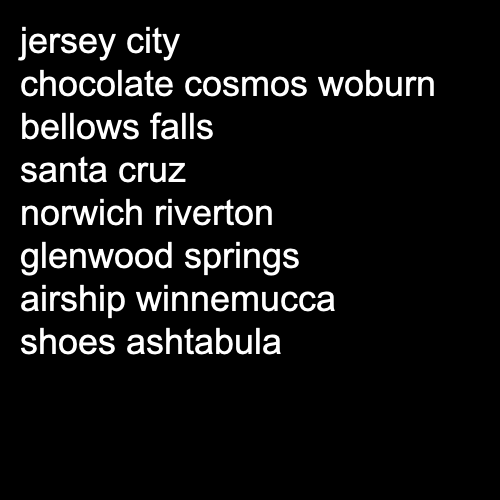 jersey city
chocolate cosmos woburn
bellows falls
santa cruz
norwich riverton
glenwood springs
airship winnemucca
shoes ashtabula